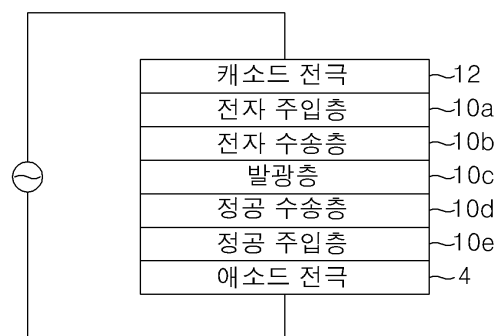 캐소드 전극 12
전자 주입층 10a
전자 수송층 10b
발광층 10c
정공 수송층 10d
정공 주입층 10e
애소드 전극 4